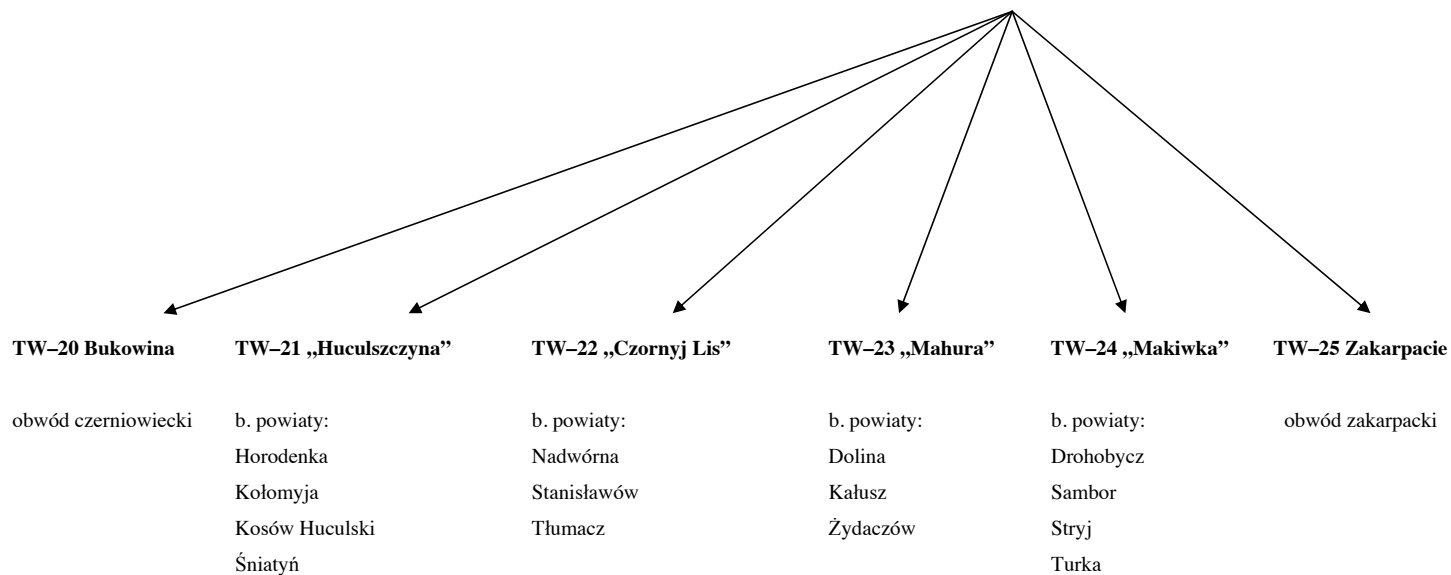 TW–20 Bukowina
obwód czerniowiecki
TW–21 „Huculszczyna”
b. powiaty:
Horodenka
Kołomyja
Kosów Huculski
Śniatyń
TW–22 „Czornyj Lis”
b. powiaty:
Nadwórna
Stanisławów
Tłumacz
TW–23 „Mahura”
b. powiaty:
Dolina
Kałusz
Żydaczów
TW–24 „Makiwka”
b. powiaty:
Drohobycz
Sambor
Stryj
Turka
TW–25 Zakarpacie
obwód zakarpacki